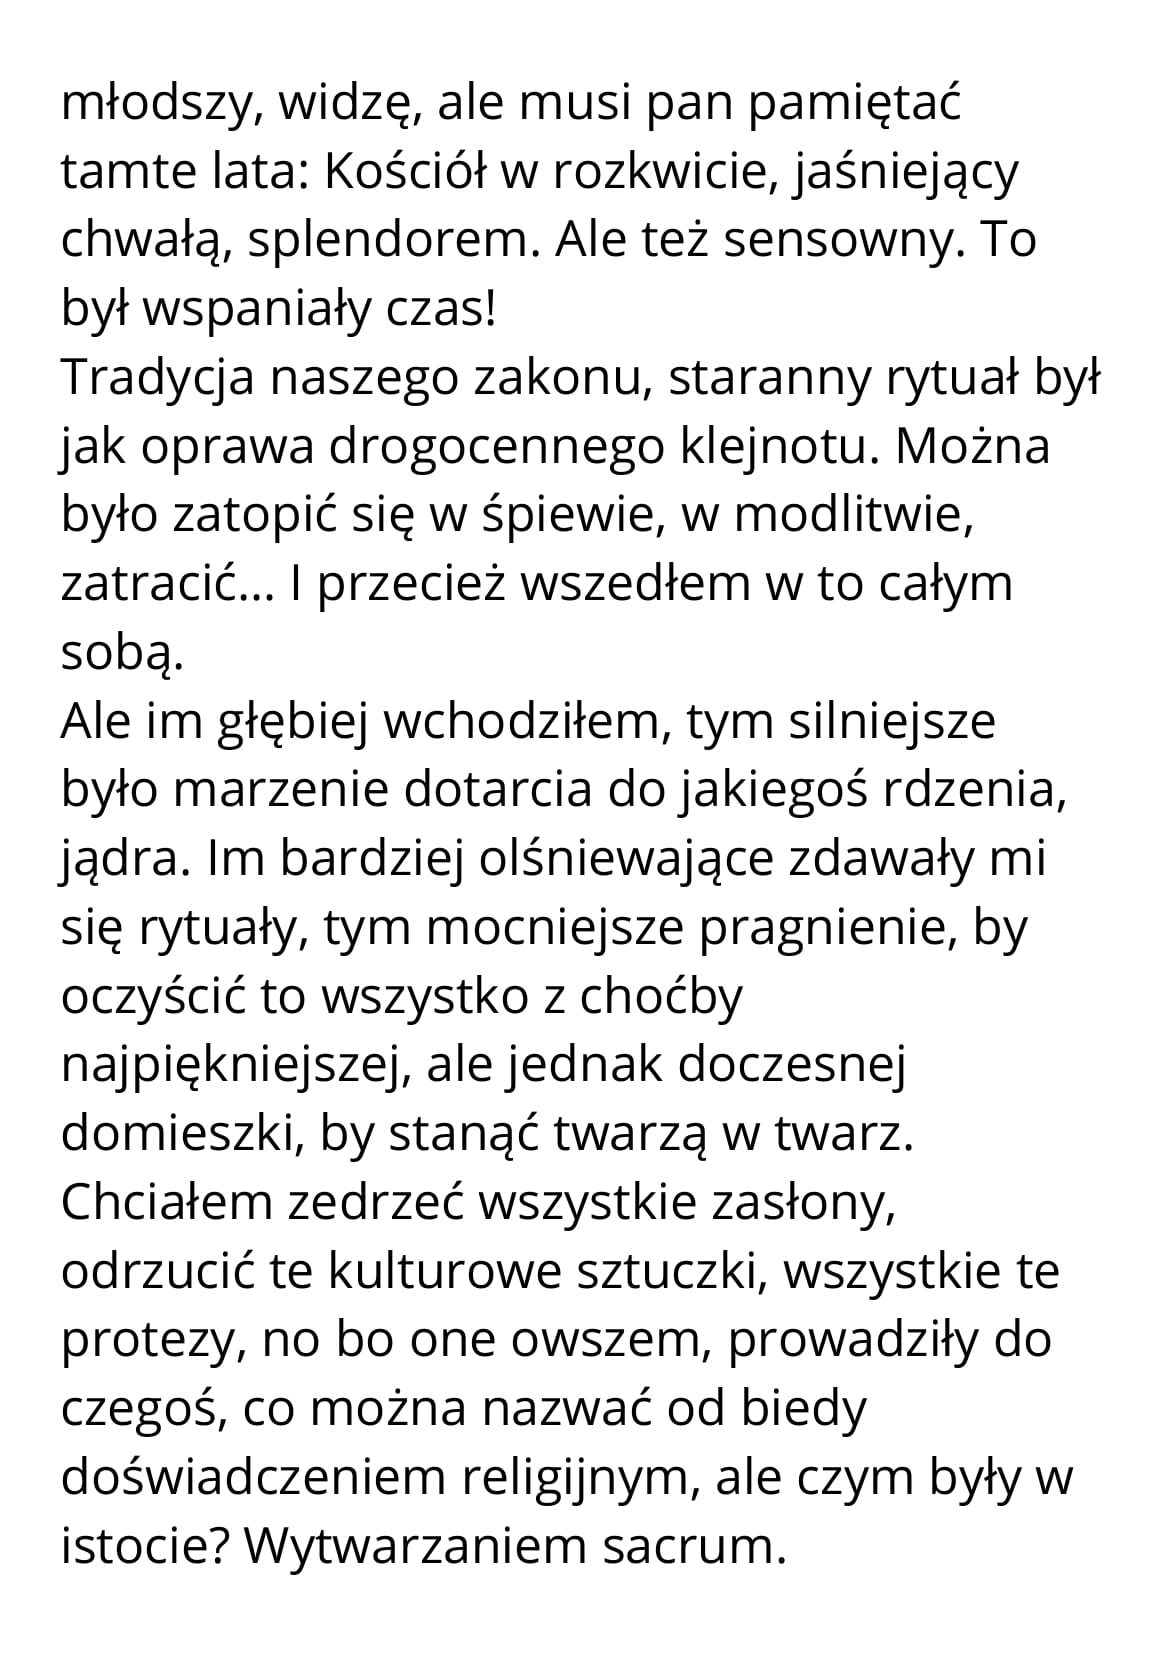 młodszy, widzę, ale musi pan pamiętać
tamte lata: Kościół w rozkwicie, jaśniejący
chwałą, splendorem. Ale też sensowny. To
był wspaniały czas!
Tradycja naszego zakonu, staranny rytuał był
jak oprawa drogocennego klejnotu. Można
było zatopić się w śpiewie, w modlitwie,
zatracić… I przecież wszedłem w to całym
sobą.
Ale im głębiej wchodziłem, tym silniejsze
było marzenie dotarcia do jakiegoś rdzenia,
jądra. Im bardziej olśniewające zdawały mi
się rytuały, tym mocniejsze pragnienie, by
oczyścić to wszystko z choćby
najpiękniejszej, ale jednak doczesnej
domieszki, by stanąć twarzą w twarz.
Chciałem zedrzeć wszystkie zasłony,
odrzucić te kulturowe sztuczki, wszystkie te
protezy, no bo one owszem, prowadziły do
czegoś, co można nazwać od biedy
doświadczeniem religijnym, ale czym były w
istocie? Wytwarzaniem sacrum.